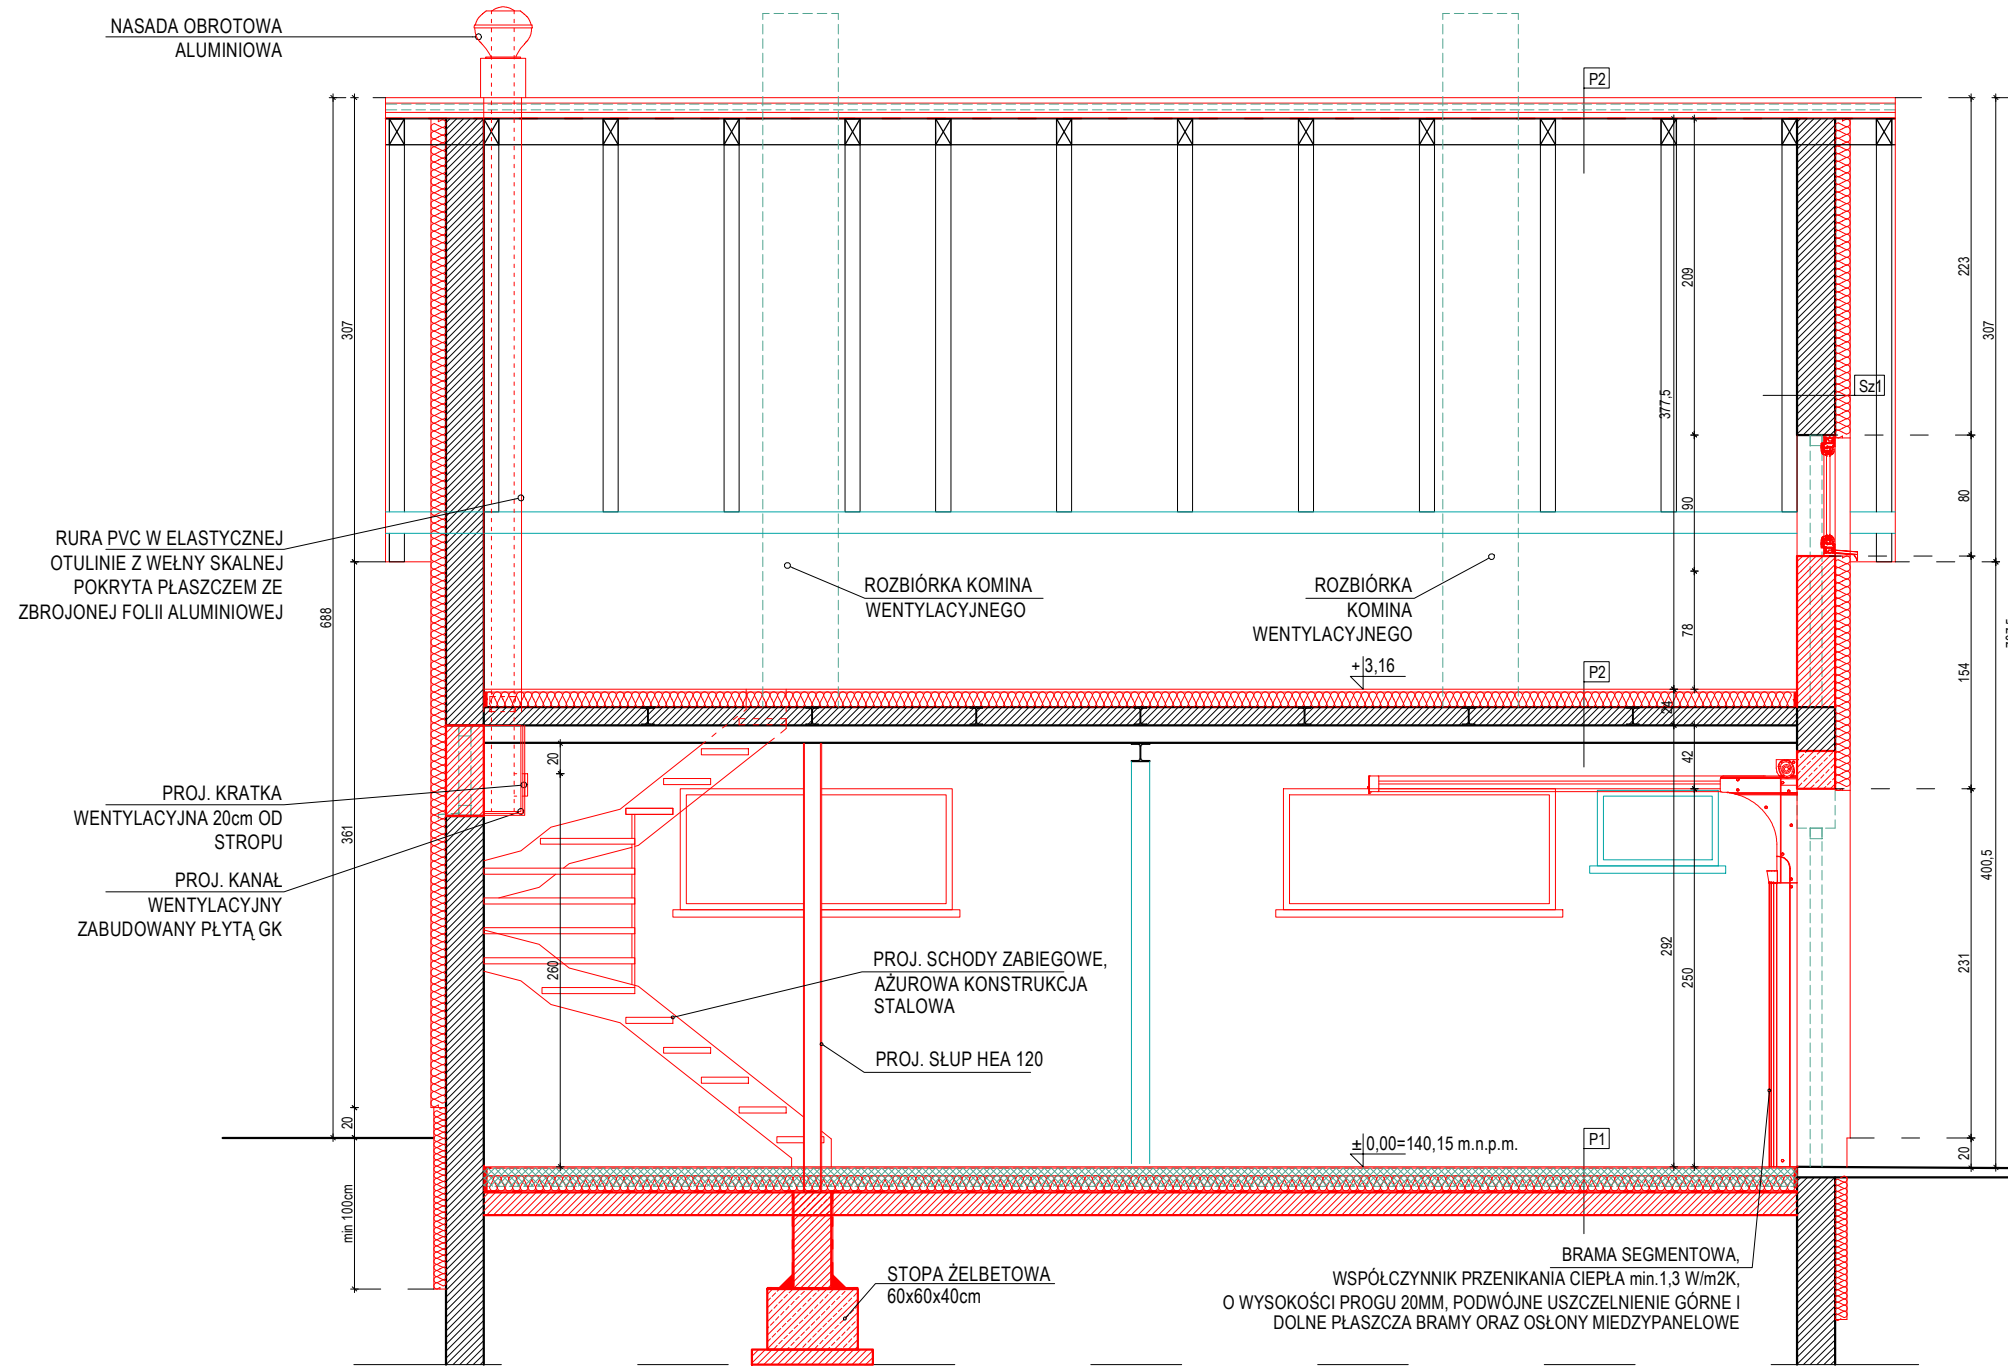 NASADA OBROTOWA
ALUMINIOWA
P2
307
688
223
307
209
377,5
Sz1
90
80
RURA PVC W ELASTYCZNEJ
OTULINIE Z WEŁNY SKALNEJ
POKRYTA PŁASZCZEM ZE
ZBROJONEJ FOLII ALUMINIOWEJ
ROZBIÓRKA KOMINA
WENTYLACYJNEGO
ROZBIÓRKA
KOMINA
WENTYLACYJNEGO
78
154
+3,16
P2
24
20
42
PROJ. KRATKA
WENTYLACYJNA 20cm OD
STROPU
361
PROJ. KANAŁ
WENTYLACYJNY
ZABUDOWANY PŁYTĄ GK
400,5
260
PROJ. SCHODY ZABIEGOWE,
AŻUROWA KONSTRUKCJA
STALOWA
292
250
231
PROJ. SŁUP HEA 120
20
±0,00=140,15 m.n.p.m.
P1
20
min 100cm
STOPA ŻELBETOWA
60x60x40cm
BRAMA SEGMENTOWA,
WSPÓŁCZYNNIK PRZENIKANIA CIEPŁA min.1,3 W/m2K,
O WYSOKOŚCI PROGU 20MM, PODWÓJNE USZCZELNIENIE GÓRNE I
DOLNE PŁASZCZA BRAMY ORAZ OSŁONY MIEDZYPANELOWE